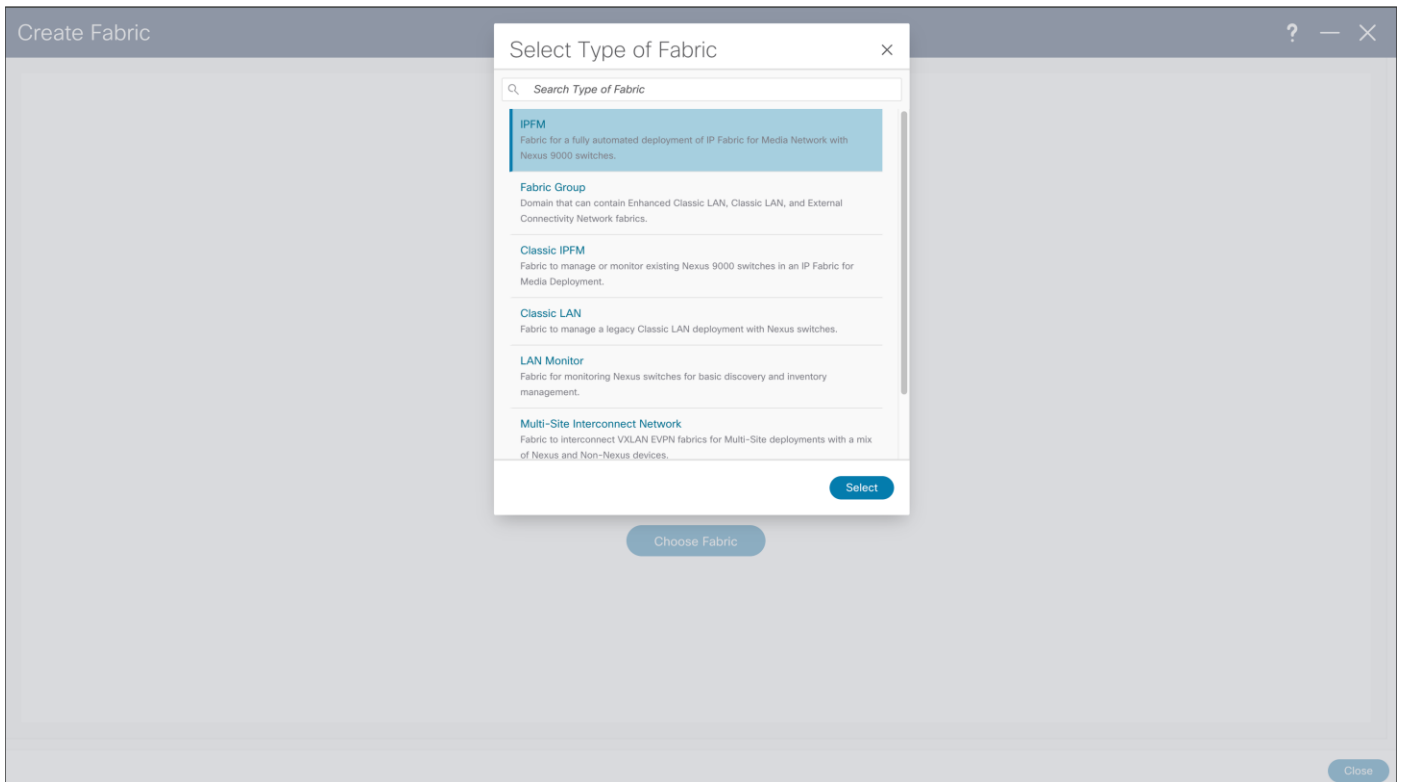 Create Fabric
?
Select Type of Fabric
Search Type of Fabric
IPFM
Fabric for a fully automated deployment of IP Fabric for Media Network with
Nexus 9000 switches.
Fabric Group
Domain that can contain Enhanced Classic LAN, Classic LAN, and External
Connectivity Network fabrics.
Classic IPFM
Fabric to manage or monitor existing Nexus 9000 switches in an IP Fabric for
Media Deployment.
Classic LAN
Fabric to manage a legacy Classic LAN deployment with Nexus switches.
LAN Monitor
Fabric for monitoring Nexus switches for basic discovery and inventory
management.
Multi-Site Interconnect Network
Fabric to interconnect VXLAN EVPN fabrics for Multi-Site deployments with a mix
of Nexus and Non-Nexus devices.
Select
Choose Fabric
Close